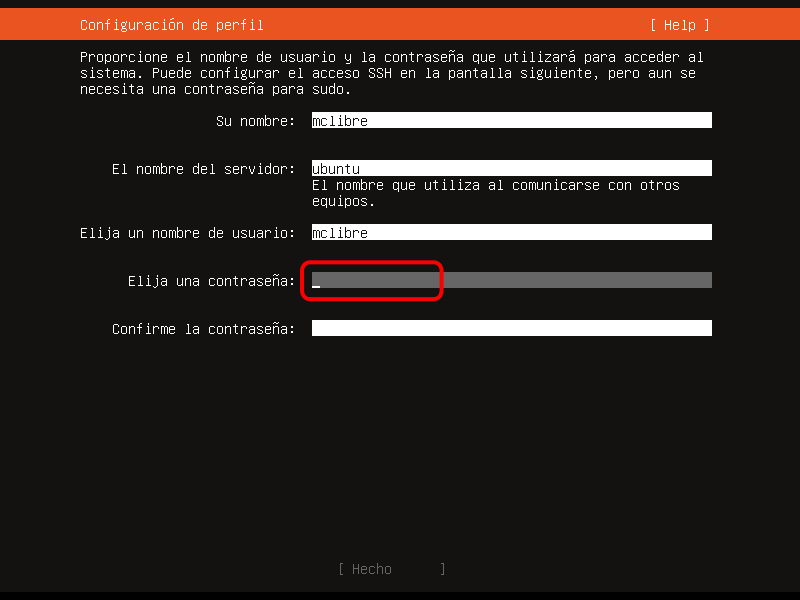 Configuración de perfil [ Help ]
Proporcione el nombre de usuario y la contraseña que utilizará para acceder al
sistema. Puede configurar el acceso SSH en la pantalla siguiente, pero aun se
necesita una contraseña para sudo.
Su nombre: mclibre
El nombre del servidor: ubuntu
El nombre que utiliza al comunicarse con otros
equipos.
Elija un nombre de usuario: mclibre
Elija una contraseña: _
Confirme la contraseña:
[ Hecho ]